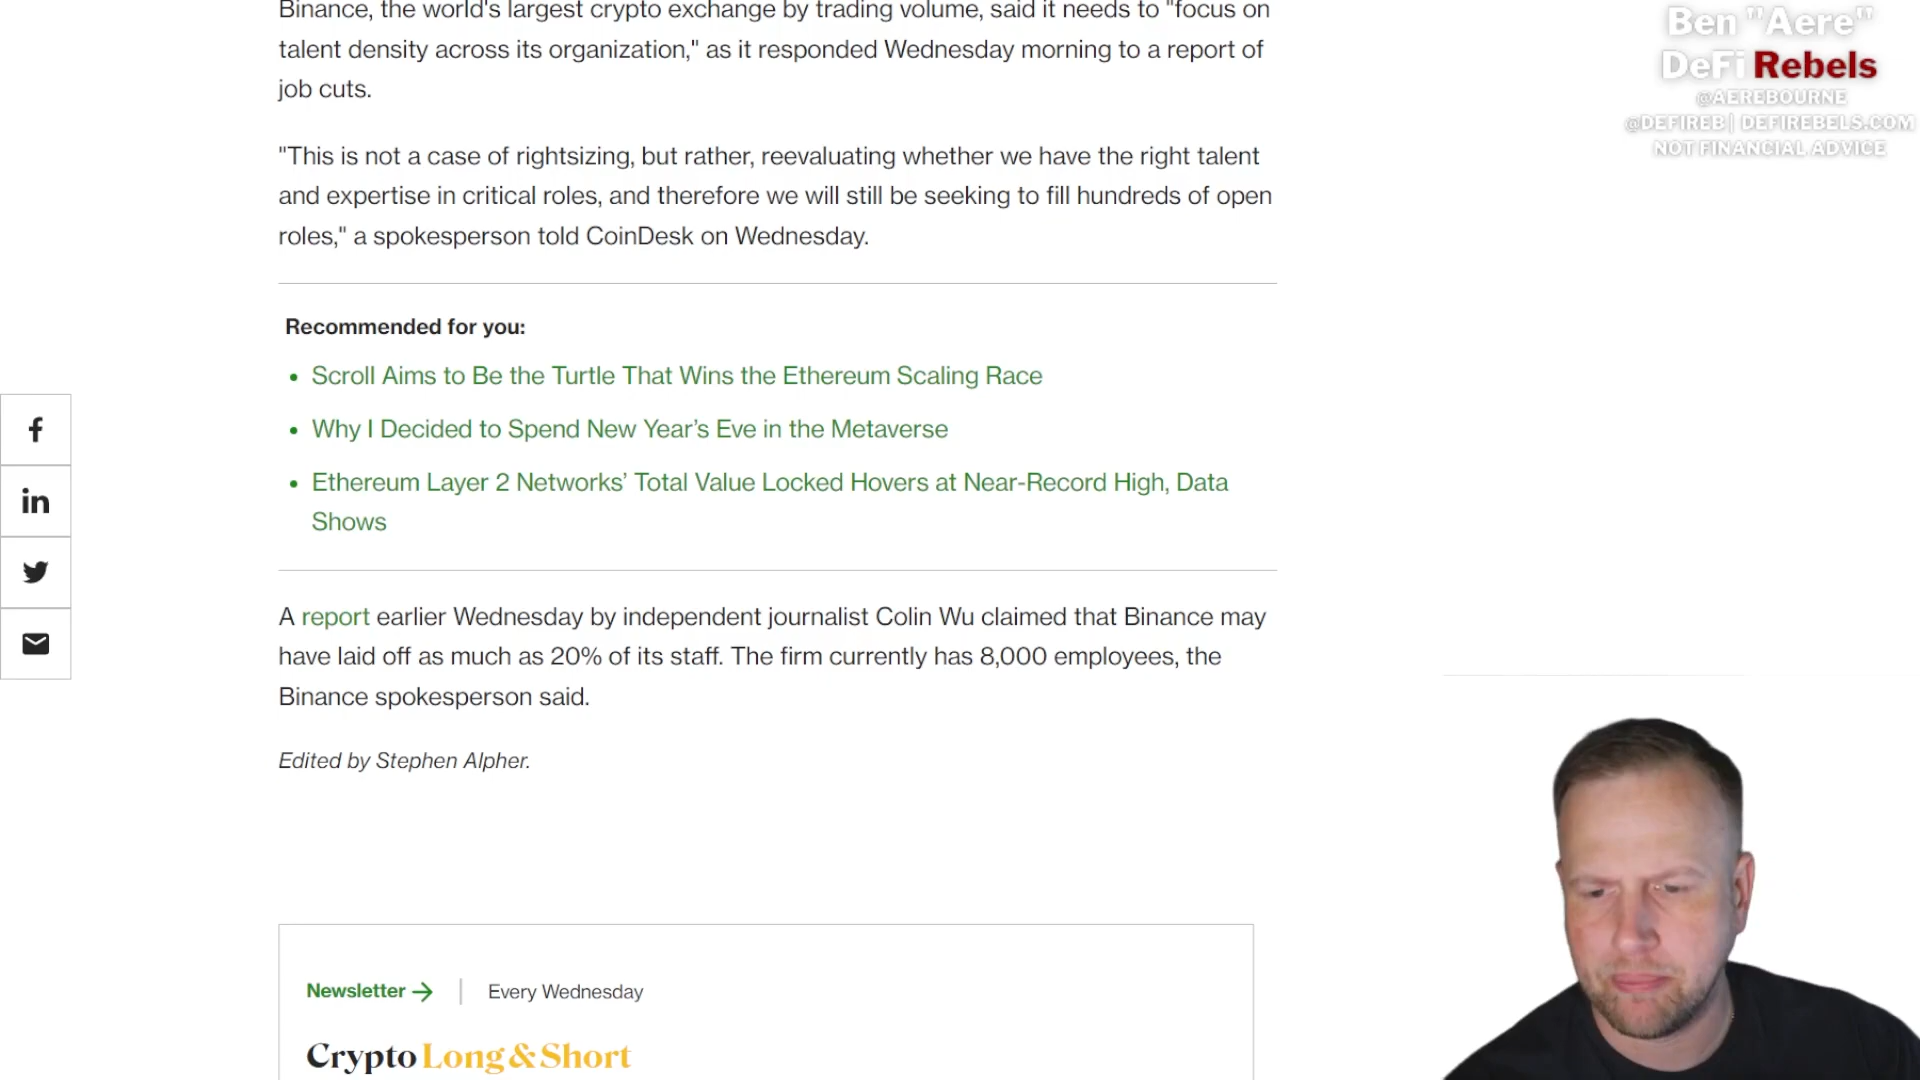 Binance, the world's largest crypto exchange by trading volume, said it needs to "focus on
talent density across its organization," as it responded Wednesday morning to a report of
job cuts.
"This is not a case of rightsizing, but rather, reevaluating whether we have the right talent
and expertise in critical roles, and therefore we will still be seeking to fill hundreds of open
roles," a spokesperson told CoinDesk on Wednesday.
Recommended for you:
• Scroll Aims to Be the Turtle That Wins the Ethereum Scaling Race
• Why I Decided to Spend New Year’s Eve in the Metaverse
• Ethereum Layer 2 Networks’ Total Value Locked Hovers at Near-Record High, Data
Shows
A report earlier Wednesday by independent journalist Colin Wu claimed that Binance may
have laid off as much as 20% of its staff. The firm currently has 8,000 employees, the
Binance spokesperson said.
Edited by Stephen Alpher.
Newsletter → | Every Wednesday
Crypto Long & Short
Ben "Aere"
DeFi Rebels
@AEREBOURNE
@DEFIREB | DEFIREBELS.COM
NOT FINANCIAL ADVICE